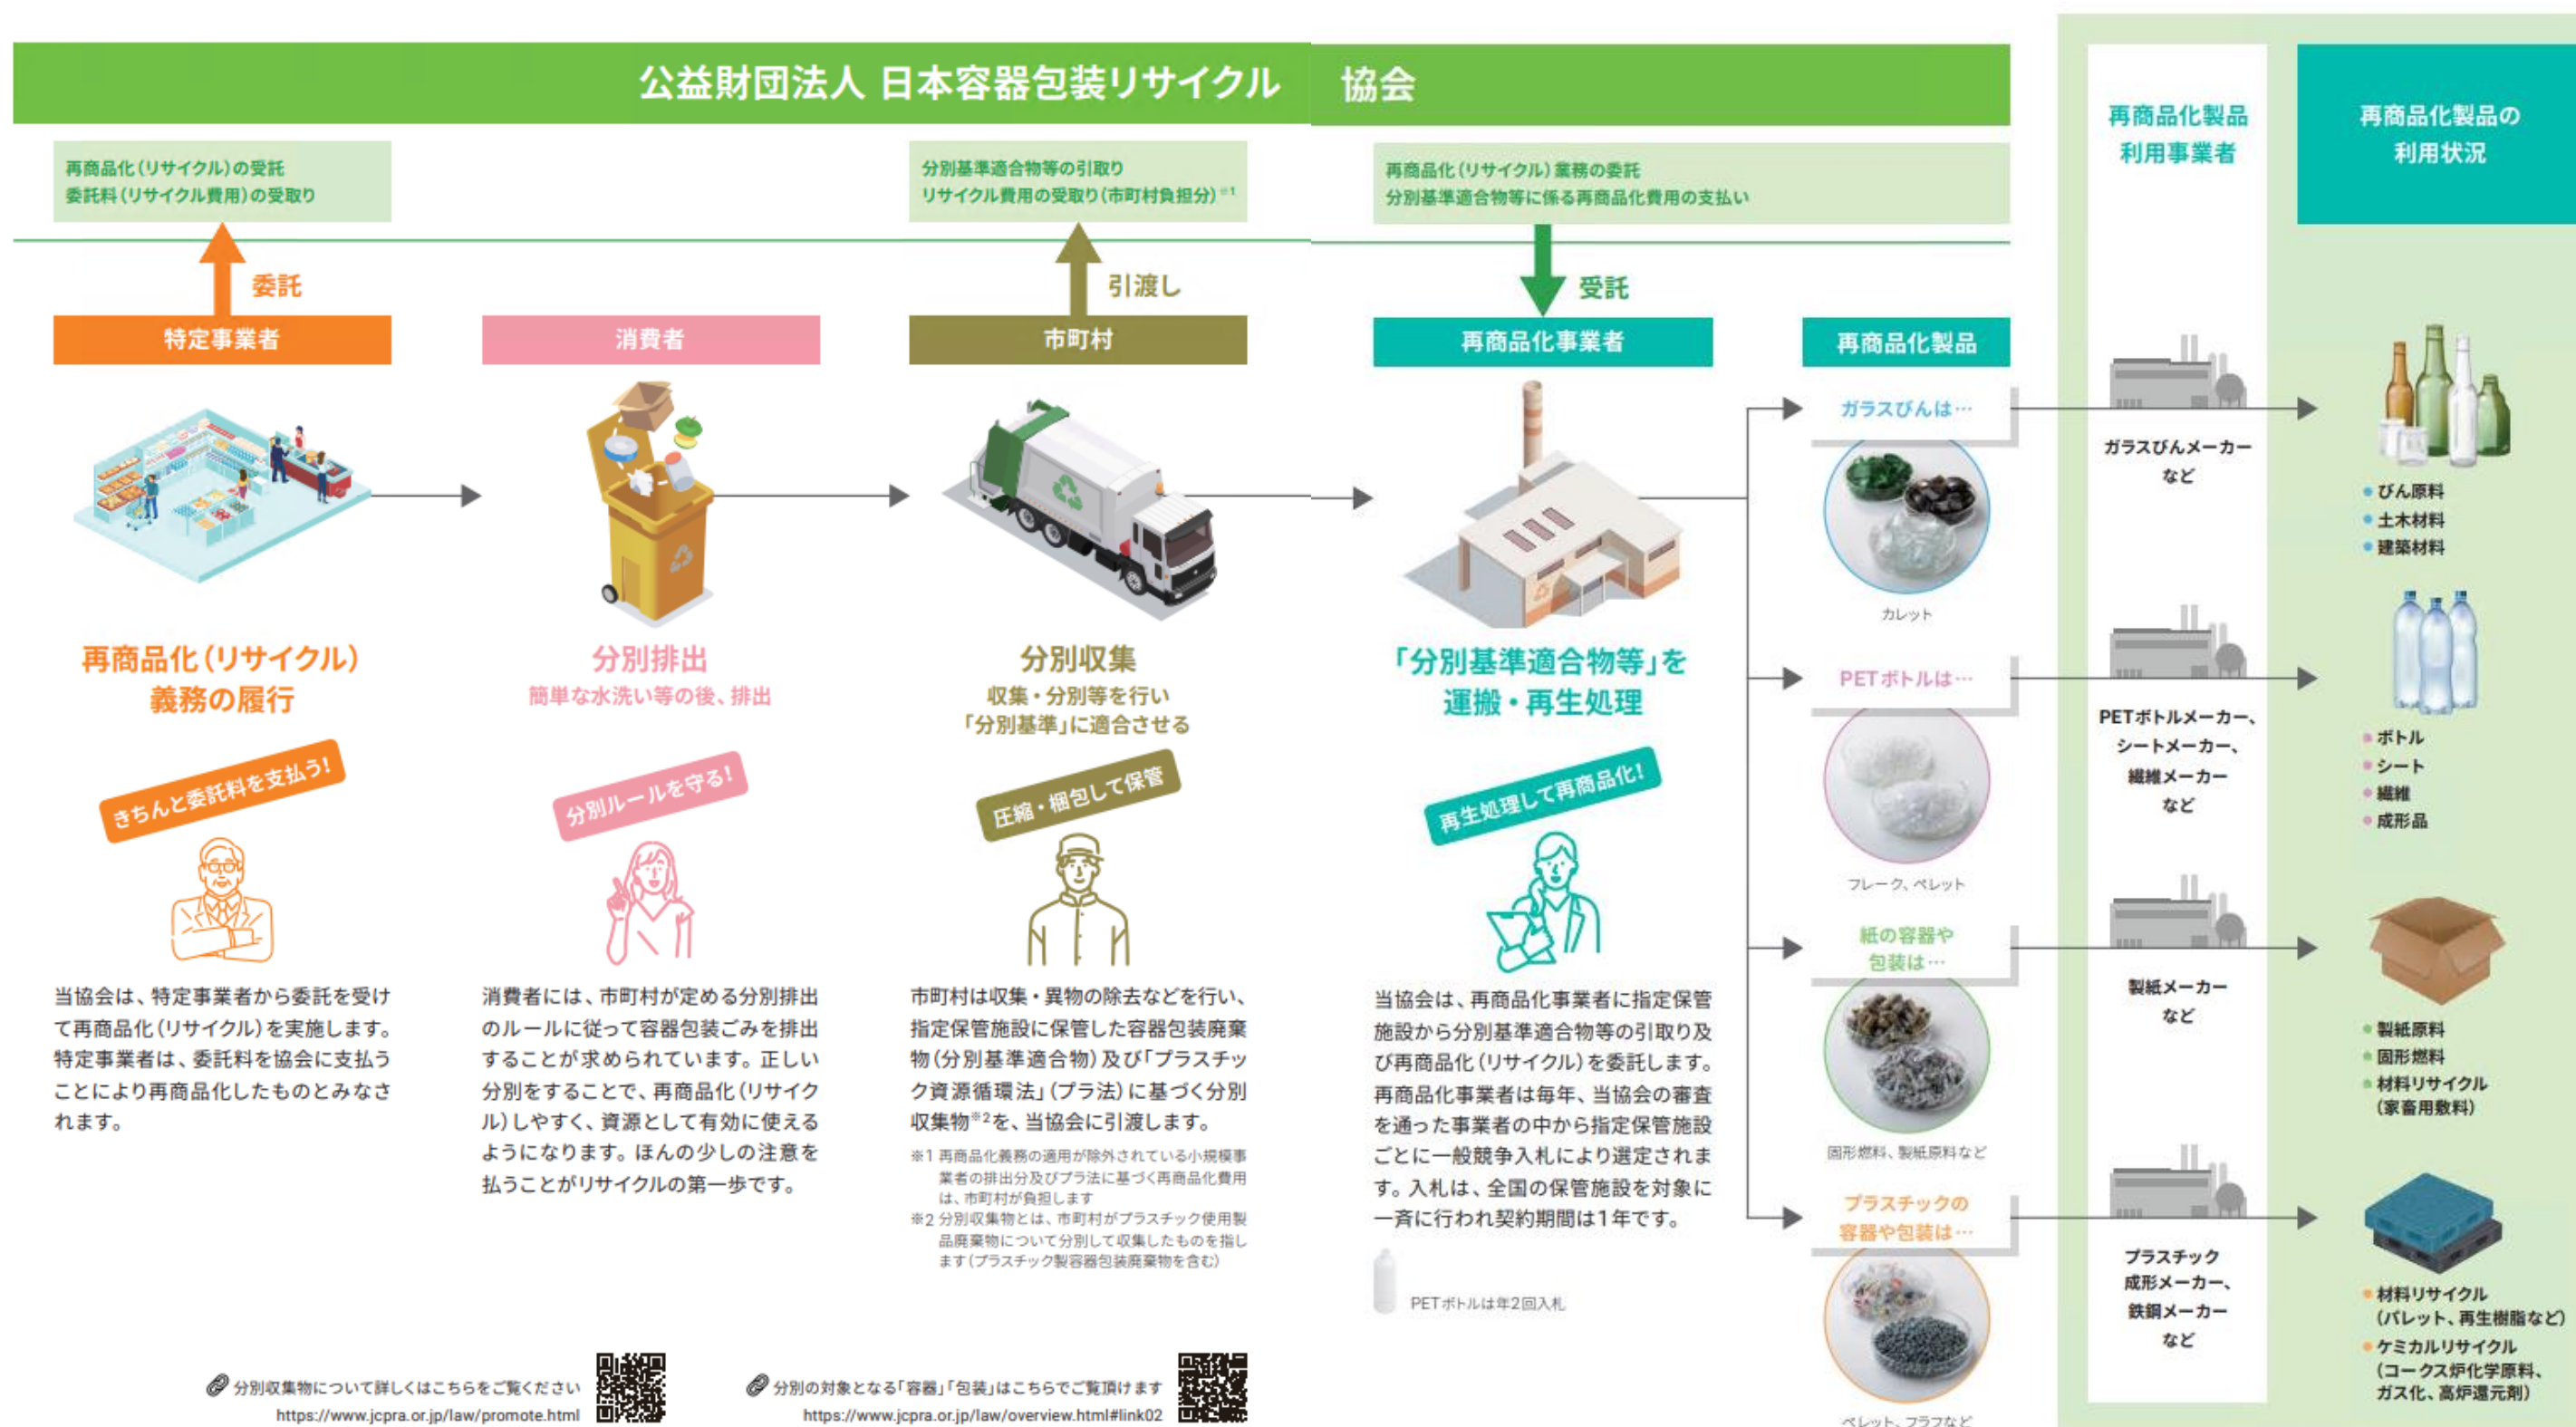 公益財団法人 日本容器包装リサイクル 協会
再商品化(リサイクル)の受託
委託料(リサイクル費用)の受取り
委託
特定事業者
再商品化(リサイクル)
義務の履行
きちんと委託料を支払う!
当協会は、特定事業者から委託を受け
て再商品化(リサイクル)を実施します。
特定事業者は、委託料を協会に支払う
ことにより再商品化したものとみなさ
れます。
消費者
分別排出
簡単な水洗い等の後、排出
分別ルールを守る!
消費者には、市町村が定める分別排出
のルールに従って容器包装ごみを排出
することが求められています。正しい
分別をすることで、再商品化(リサイク
ル)しやすく、資源として有効に使える
ようになります。ほんの少しの注意を
払うことがリサイクルの第一歩です。
分別基準適合物等の引取り
リサイクル費用の受取り(市町村負担分)※1
引渡し
市町村
分別収集
収集・分別等を行い
「分別基準」に適合させる
圧縮・梱包して保管
市町村は収集・異物の除去などを行い、
指定保管施設に保管した容器包装廃棄
物(分別基準適合物)及び「プラスチッ
ク資源循環法」(プラ法)に基づく分別
収集物※2を、当協会に引渡します。
※1 再商品化義務の適用が除外されている小規模事
業者の排出分及びプラ法に基づく再商品化費用
は、市町村が負担します
※2 分別収集物とは、市町村がプラスチック使用製
品廃棄物について分別して収集したものを指し
ます(プラスチック製容器包装廃棄物を含む)
分別収集物について詳しくはこちらをご覧ください
https://www.jcpra.or.jp/law/promote.html
分別の対象となる「容器」「包装」はこちらでご覧頂けます
https://www.jcpra.or.jp/law/overview.html#link02
再商品化(リサイクル)業務の委託
分別基準適合物等に係る再商品化費用の支払い
受託
再商品化事業者
「分別基準適合物等」を
運搬・再生処理
再生処理して再商品化!
当協会は、再商品化事業者に指定保管
施設から分別基準適合物等の引取り及
び再商品化(リサイクル)を委託します。
再商品化事業者は毎年、当協会の審査
を通った事業者の中から指定保管施設
ごとに一般競争入札により選定されま
す。入札は、全国の保管施設を対象に
一斉に行われ契約期間は1年です。
PETボトルは年2回入札
再商品化製品
ガラスびんは…
カレット
PETボトルは…
フレーク、ペレット
紙の容器や
包装は…
固形燃料、製紙原料など
プラスチックの
容器や包装は…
ペレット、フラフなど
再商品化製品
利用事業者
ガラスびんメーカー
など
PETボトルメーカー、
シートメーカー、
繊維メーカー
など
製紙メーカー
など
プラスチック
成形メーカー、
鉄鋼メーカー
など
再商品化製品の
利用状況
びん原料
土木材料
建築材料
ボトル
シート
繊維
成形品
製紙原料
固形燃料
材料リサイクル
(家畜用敷料)
材料リサイクル
(パレット、再生樹脂など)
ケミカルリサイクル
(コークス炉化学原料、
ガス化、高炉還元剤)